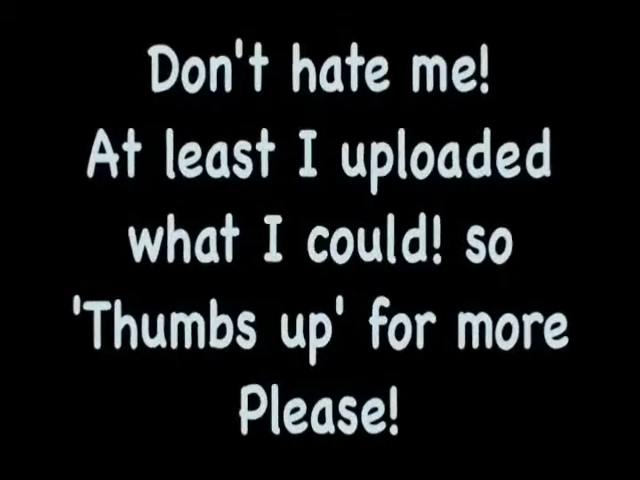 Don't hate me!
At least I uploaded
what I could! so
'Thumbs up' for more
Please!